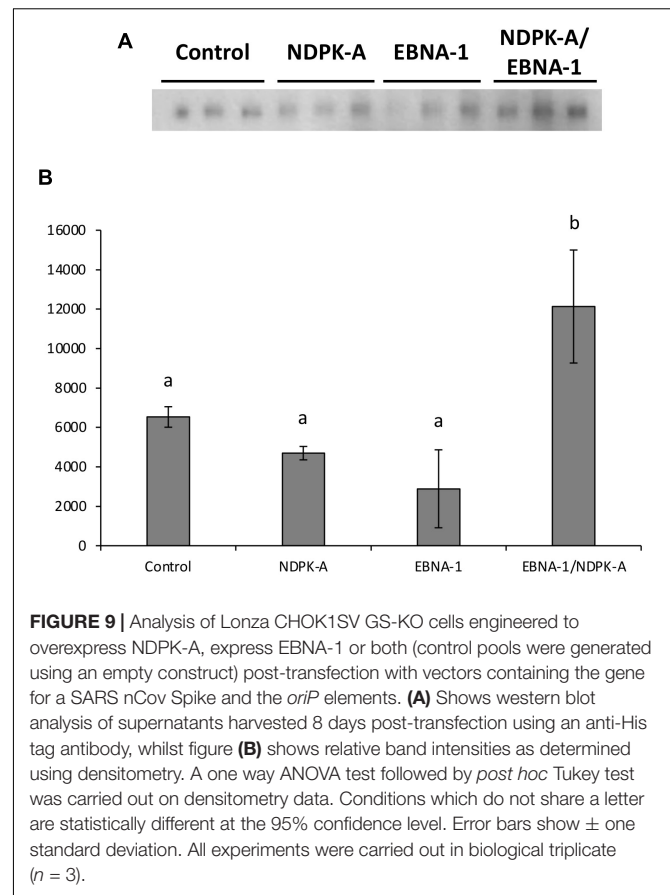 A
Control NDPK-A EBNA-1 NDPK-A/
EBNA-1
B
16000
14000
12000
10000
8000
6000
4000
2000
0
a
a
a
b
Control NDPK-A EBNA-1 EBNA-1/NDPK-A
FIGURE 9 | Analysis of Lonza CHOK1SV GS-KO cells engineered to
overexpress NDPK-A, express EBNA-1 or both (control pools were generated
using an empty construct) post-transfection with vectors containing the gene
for a SARS nCov Spike and the oriP elements. (A) Shows western blot
analysis of supernatants harvested 8 days post-transfection using an anti-His
tag antibody, whilst figure (B) shows relative band intensities as determined
using densitometry. A one way ANOVA test followed by post hoc Tukey test
was carried out on densitometry data. Conditions which do not share a letter
are statistically different at the 95% confidence level. Error bars show ± one
standard deviation. All experiments were carried out in biological triplicate
(n = 3).